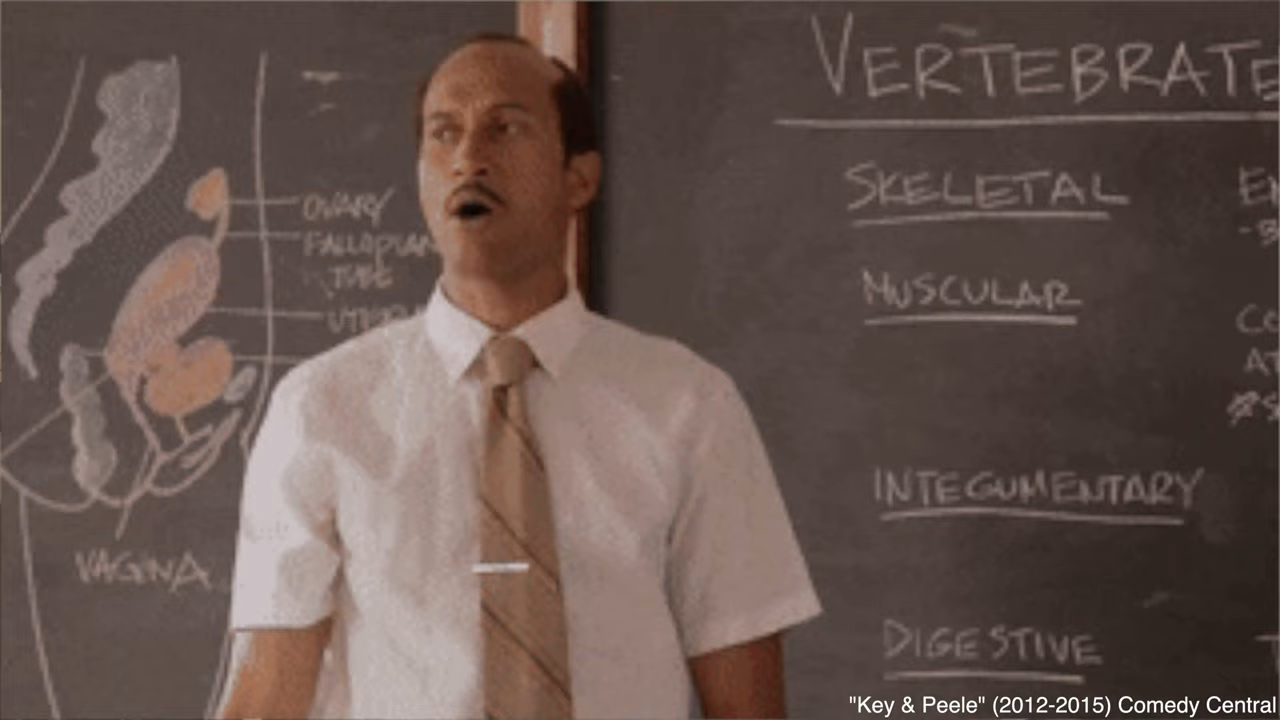 OVARY
FALLOPIAN
TUBE
VAGINA
VERTEBRATE
SKELETAL
MUSCULAR
INTEGUMENTARY
DIGESTIVE
"Key & Peele" (2012-2015) Comedy Central